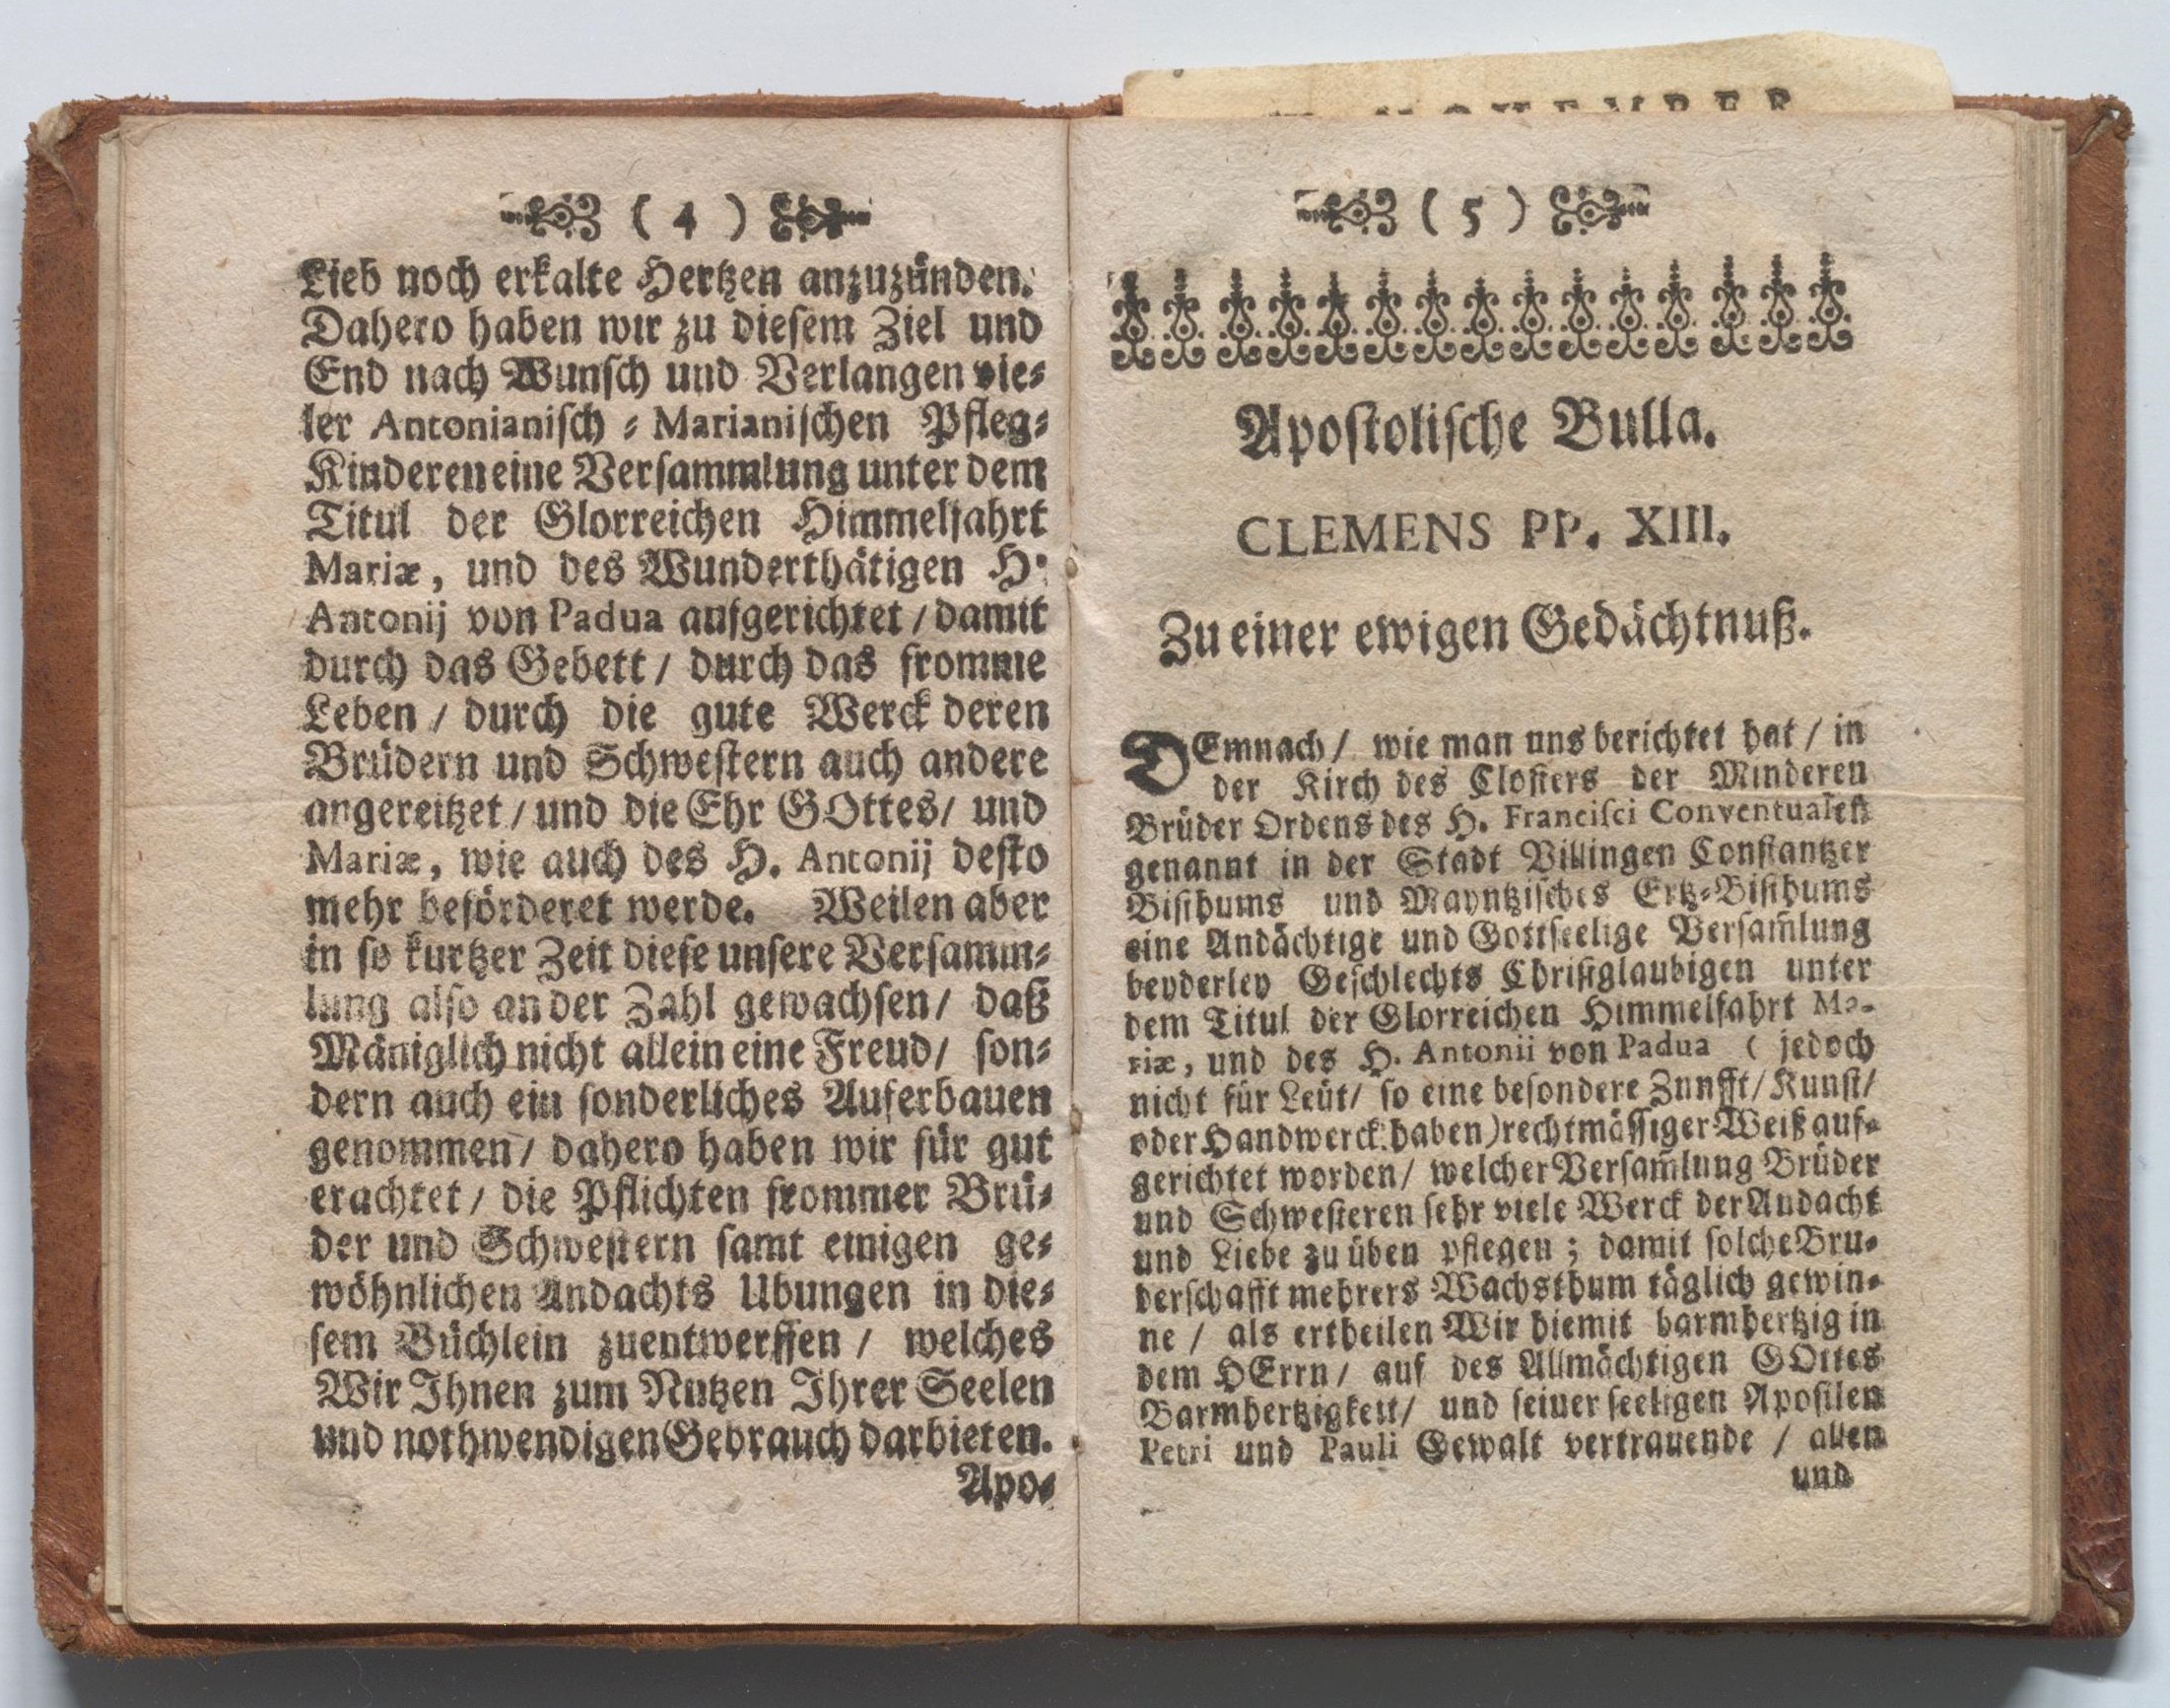 ( 4 )
Lieb noch erkalte Hertzen anzuzünden.
Dahero haben wir zu diesem Ziel und
End nach Wunsch und Verlangen vie⸗
ler Antonianisch ⸗ Marianischen Pfleg⸗
Kinderen eine Versammlung unter dem
Titul der Glorreichen Himmelfahrt
Mariæ, und des Wunderthätigen H.
Antonij von Padua aufgerichtet / damit
durch das Gebett / durch das fromme
Leben / durch die gute Werck deren
Brüdern und Schwestern auch andere
angereitzet / und die Ehr GOttes / und
Mariæ, wie auch des H. Antonij desto
mehr beförderet werde. Weilen aber
in so kurtzer Zeit diese unsere Versamm⸗
lung also an der Zahl gewachsen / daß
Mäniglich nicht allein eine Freud / son⸗
dern auch ein sonderliches Auferbauen
genommen / dahero haben wir für gut
erachtet / die Pflichten frommer Brü⸗
der und Schwestern samt einigen ge⸗
wöhnlichen Andachts Ubungen in die⸗
sem Büchlein zuentwerffen / welches
Wir Ihnen zum Nutzen Ihrer Seelen
und nothwendigen Gebrauch darbieten.
Apo⸗
NOVEMBER
( 5 )
Apostolische Bulla.
CLEMENS PP. XIII.
Zu einer ewigen Gedächtnuß.
DEmnach / wie man uns berichtet hat / in
der Kirch des Closters der Minderen
Brüder Ordens des H. Francisci Conventualen
genannt in der Stadt Villingen Constantzer
Bisthums und Mayntzisches Ertz⸗Bisthums
eine Andächtige und Gottseelige Versam̃lung
beyderley Geschlechts Christglaubigen unter
dem Titul der Glorreichen Himmelfahrt Ma-
riæ, und des H. Antonii von Padua ( jedoch
nicht für Leüt / so eine besondere Zunfft / Kunst /
oder Handwerck haben ) rechtmässiger Weiß auf⸗
gerichtet worden / welcher Versam̃lung Brüder
und Schwesteren sehr viele Werck der Andacht
und Liebe zu üben pflegen ; damit solche Bru⸗
derschafft mehrers Wachsthum täglich gewin⸗
ne / als ertheilen Wir hiemit barmhertzig in
dem HErrn / auf des Allmächtigen GOttes
Barmhertzigkeit / und seiner seeligen Apostlen
Petri und Pauli Gewalt vertrauende / allen
und